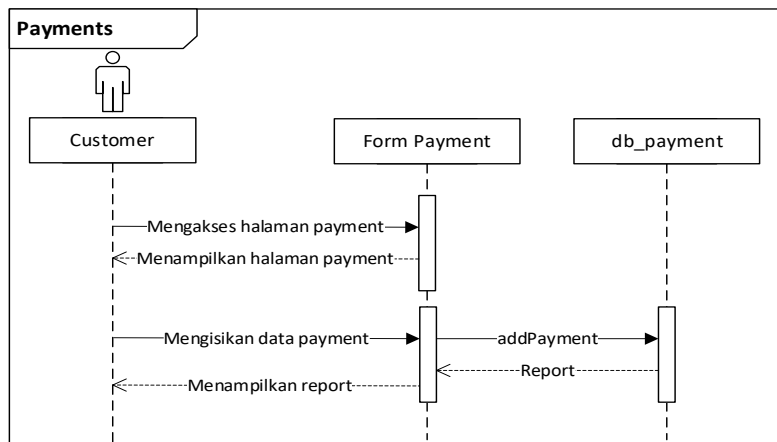 Payments
Customer
Form Payment
db_payment
Mengakses halaman payment
Menampilkan halaman payment
Mengisikan data payment
addPayment
Report
Menampilkan report